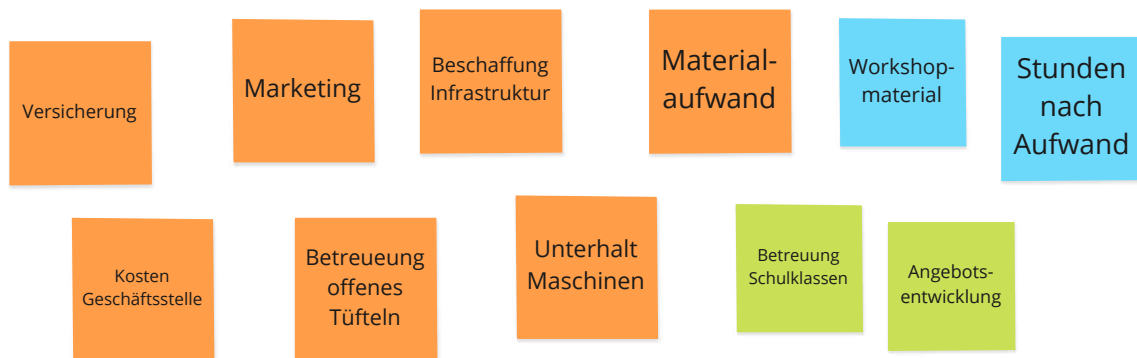 Versicherung
Marketing
Beschaffung
Infrastruktur
Material-
aufwand
Workshop-
material
Stunden
nach
Aufwand
Kosten
Geschäftsstelle
Betreueung
offenes
Tüfteln
Unterhalt
Maschinen
Betreuung
Schulklassen
Angebots-
entwicklung